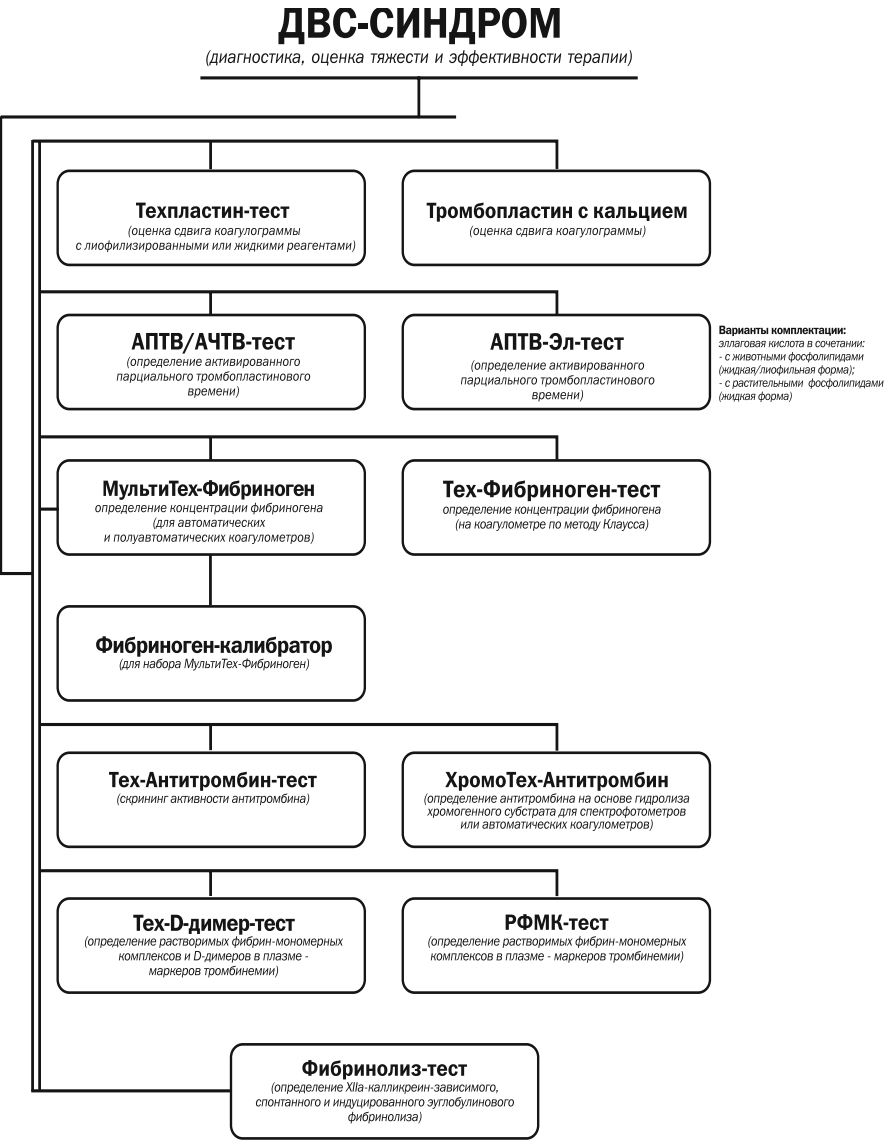 ДВС-СИНДРОМ
(диагностика, оценка тяжести и эффективности терапии)
Техпластин-тест
(оценка сдвига коагулограммы
с лиофилизированными или жидкими реагентами)
Тромбопластин с кальцием
(оценка сдвига коагулограммы)
АПТВ/АЧТВ-тест
(определение активированного
парциального тромбопластинового
времени)
АПТВ-Эл-тест
(определение активированного
парциального тромбопластинового
времени)
Варианты комплектации:
эллаговая кислота в сочетании:
- с животными фосфолипидами
(жидкая/лиофильная форма);
- с растительными фосфолипидами
(жидкая форма)
МультиТех-Фибриноген
определение концентрации фибриногена
(для автоматических
и полуавтоматических коагулометров)
Тех-Фибриноген-тест
определение концентрации фибриногена
(на коагулометре по методу Клаусса)
Фибриноген-калибратор
(для набора МультиТех-Фибриноген)
Тех-Антитромбин-тест
(скрининг активности антитромбина)
ХромоТех-Антитромбин
(определение антитромбина на основе гидролиза
хромогенного субстрата для спектрофотометров
или автоматических коагулометров)
Тех-D-димер-тест
(определение растворимых фибрин-мономерных
комплексов и D-димеров в плазме -
маркеров тромбинемии)
РФМК-тест
(определение растворимых фибрин-мономерных
комплексов в плазме - маркеров тромбинемии)
Фибринолиз-тест
(определение XIIa-калликреин-зависимого,
спонтанного и индуцированного эуглобулинового
фибринолиза)